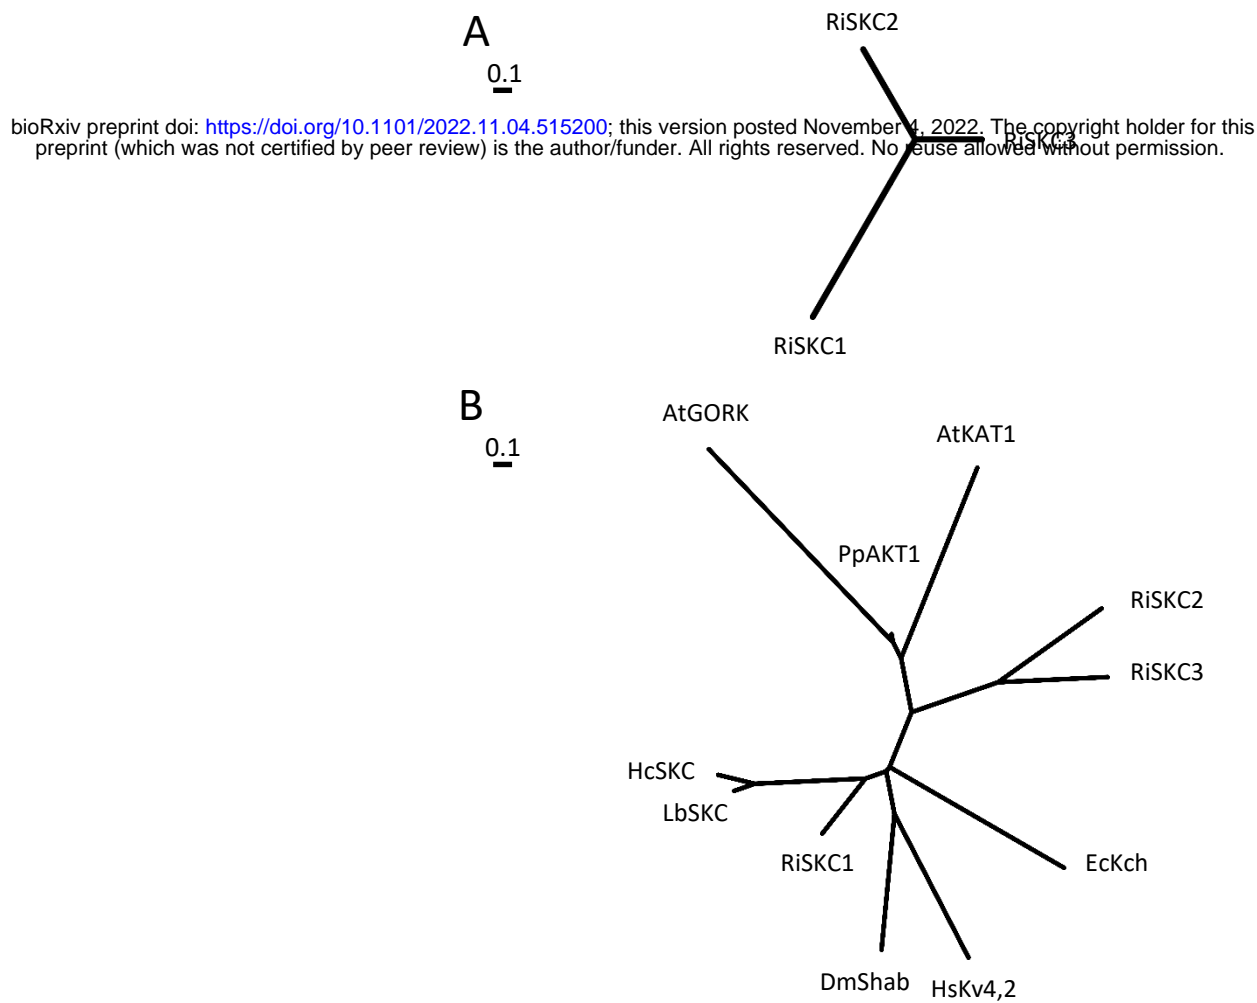 A
RiSKC2
0.1
bioRxiv preprint doi: https://doi.org/10.1101/2022.11.04.515200; this version posted November 4, 2022. The copyright holder for this
preprint (which was not certified by peer review) is the author/funder. All rights reserved. No reuse allowed without permission.
RiSKC3
RiSKC1
B
AtGORK
AtKAT1
0.1
PpAKT1
RiSKC2
RiSKC3
HcSKC
LbSKC
RiSKC1
EcKch
DmShab
HsKv4,2